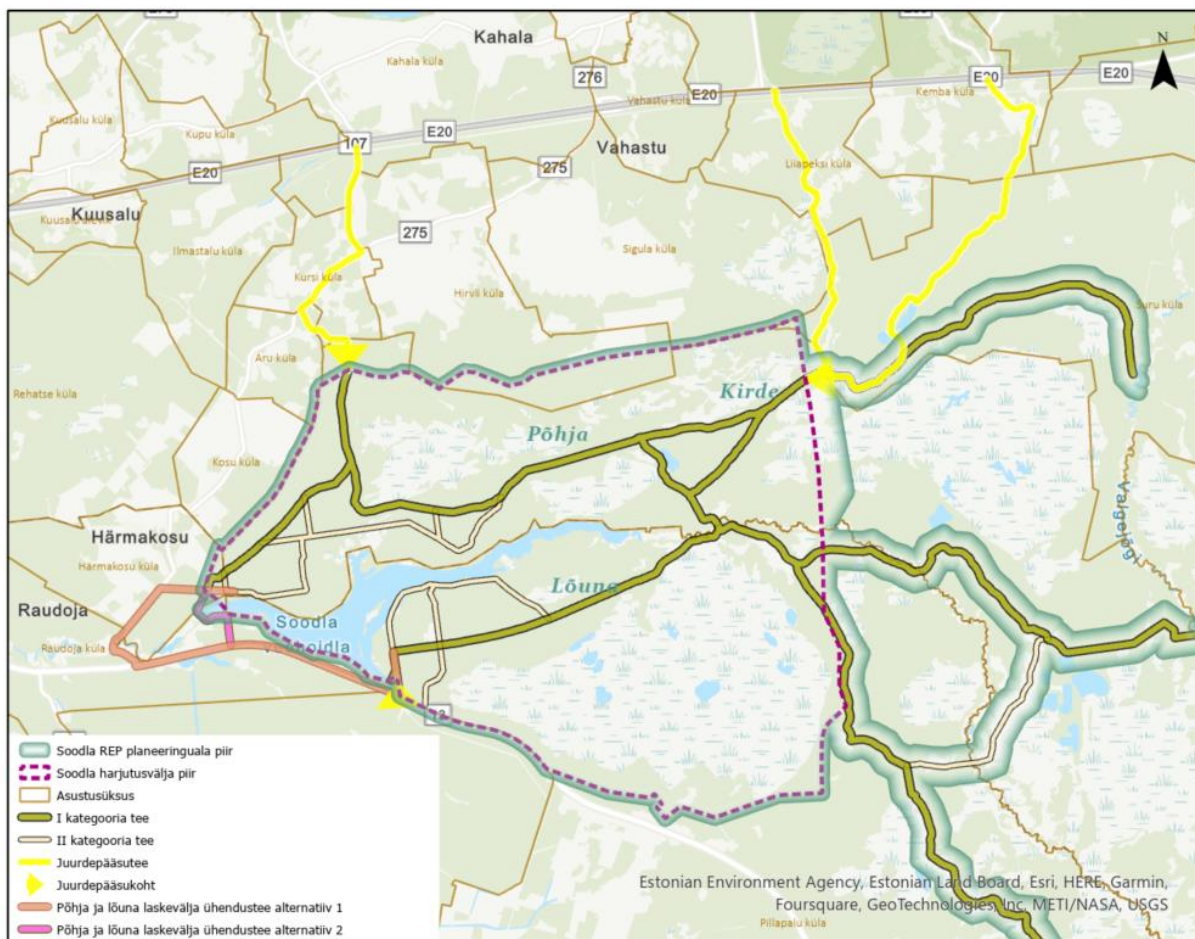 Kahala
N
Kahala küla
276
E20
E20
E20
Vahastu küla
Kemba küla
Kuusalu küla
Kupu küla
107
E20
Vahastu
Liiapeksi küla
E20
275
Kuusalu
Ilmastalu küla
275
Sigula küla
Kursi küla
Hirvli küla
Suru küla
Aru küla
Rehatse küla
Kirde
Põhja
Kosu küla
Valgejõgi
Härmakosu
Härmakosu küla
Lõuna
Raudoja
Soodla
Raudoja küla
13
Soodla REP planeeringuala piir
Soodla harjutusvälja piir
Asustusüksus
I kategooria tee
II kategooria tee
Juurdepääsutee
Juurdepääsukoht
Põhja ja lõuna laskevälja ühendustee alternatiiv 1
Põhja ja lõuna laskevälja ühendustee alternatiiv 2
Estonian Environment Agency, Estonian Land Board, Esri, HERE, Garmin,
Foursquare, GeoTechnologies, Inc, METI/NASA, USGS
Pillapalu küla